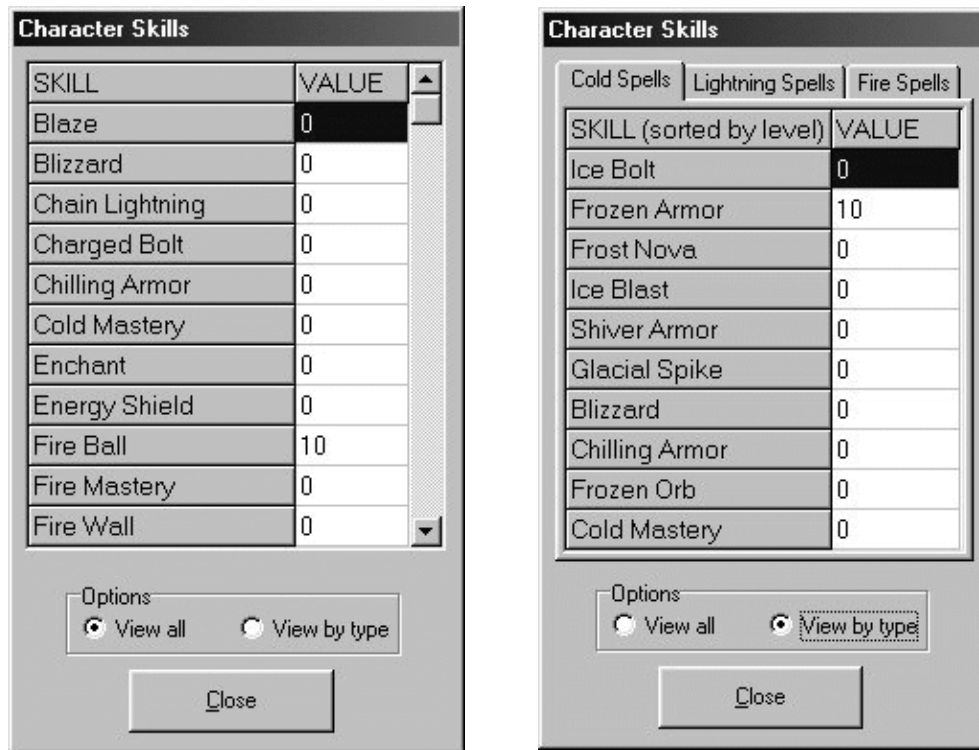 Character Skills
SKILL VALUE
Blaze 0
Blizzard 0
Chain Lightning 0
Charged Bolt 0
Chilling Armor 0
Cold Mastery 0
Enchant 0
Energy Shield 0
Fire Ball 10
Fire Mastery 0
Fire Wall 0
Options
View all View by type
Close
Character Skills
Cold Spells Lightning Spells Fire Spells
SKILL (sorted by level) VALUE
Ice Bolt 0
Frozen Armor 10
Frost Nova 0
Ice Blast 0
Shiver Armor 0
Glacial Spike 0
Blizzard 0
Chilling Armor 0
Frozen Orb 0
Cold Mastery 0
Options
View all View by type
Close